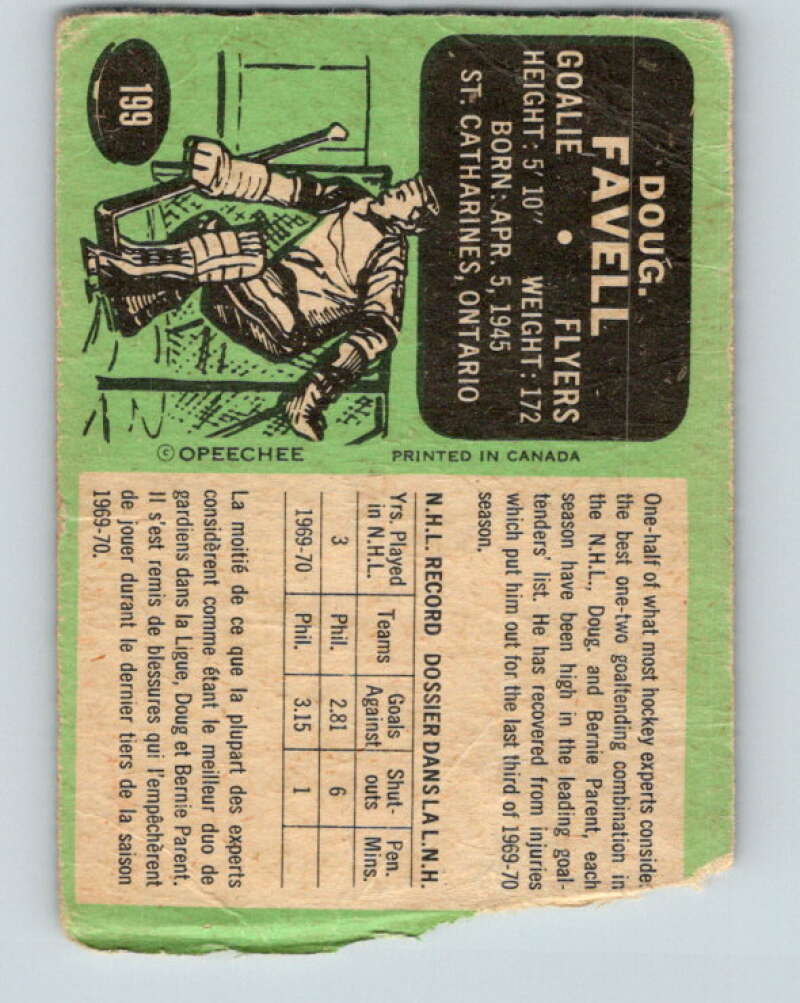 199
DOUG.
FAVELL
GOALIE • FLYERS
HEIGHT: 5' 10" WEIGHT: 172
BORN: APR. 5, 1945
ST. CATHARINES, ONTARIO
© OPEECHEE PRINTED IN CANADA
One-half of what most hockey experts conside
the best one-two goaltending combination in
the N.H.L., Doug. and Bernie Parent, each
season have been high in the leading goal-
tenders' list. He has recovered from injuries
which put him out for the last third of 1969-70
season.
N.H.L. RECORD DOSSIER DANS LA L.N.H.
Yrs. Played in N.H.L. Teams Goals Against Shut-outs Pen. Mins.
3 Phil. 2.81 6
1969-70 Phil. 3.15 1
La moitié de ce que la plupart des experts
considèrent comme étant le meilleur duo de
gardiens dans la Ligue, Doug et Bernie Parent.
Il s'est remis de blessures qui l'empêchèrent
de jouer durant le dernier tiers de la saison
1969-70.